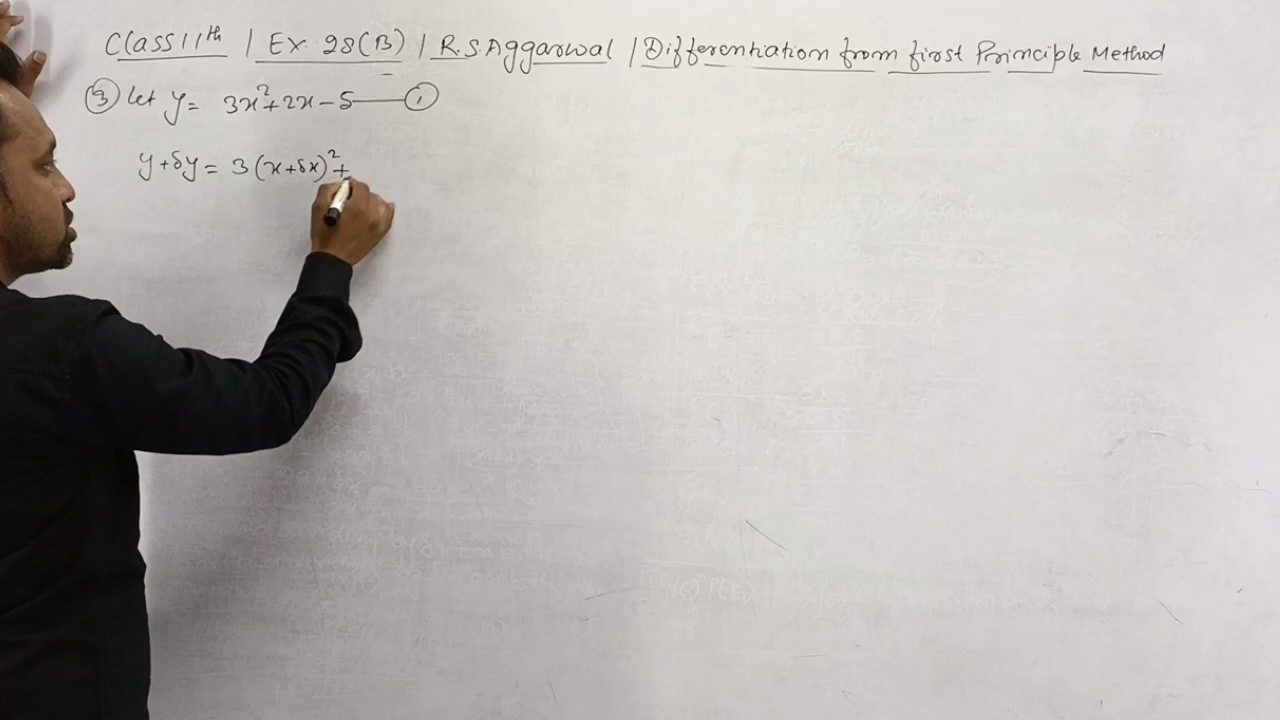 Class 11th / Ex. 28(B) / R.S.Aggarwal / Differentiation from first Principle Method
③ let y = 3x²+2x-5 —— ①
y+δy = 3(x+δx)²+